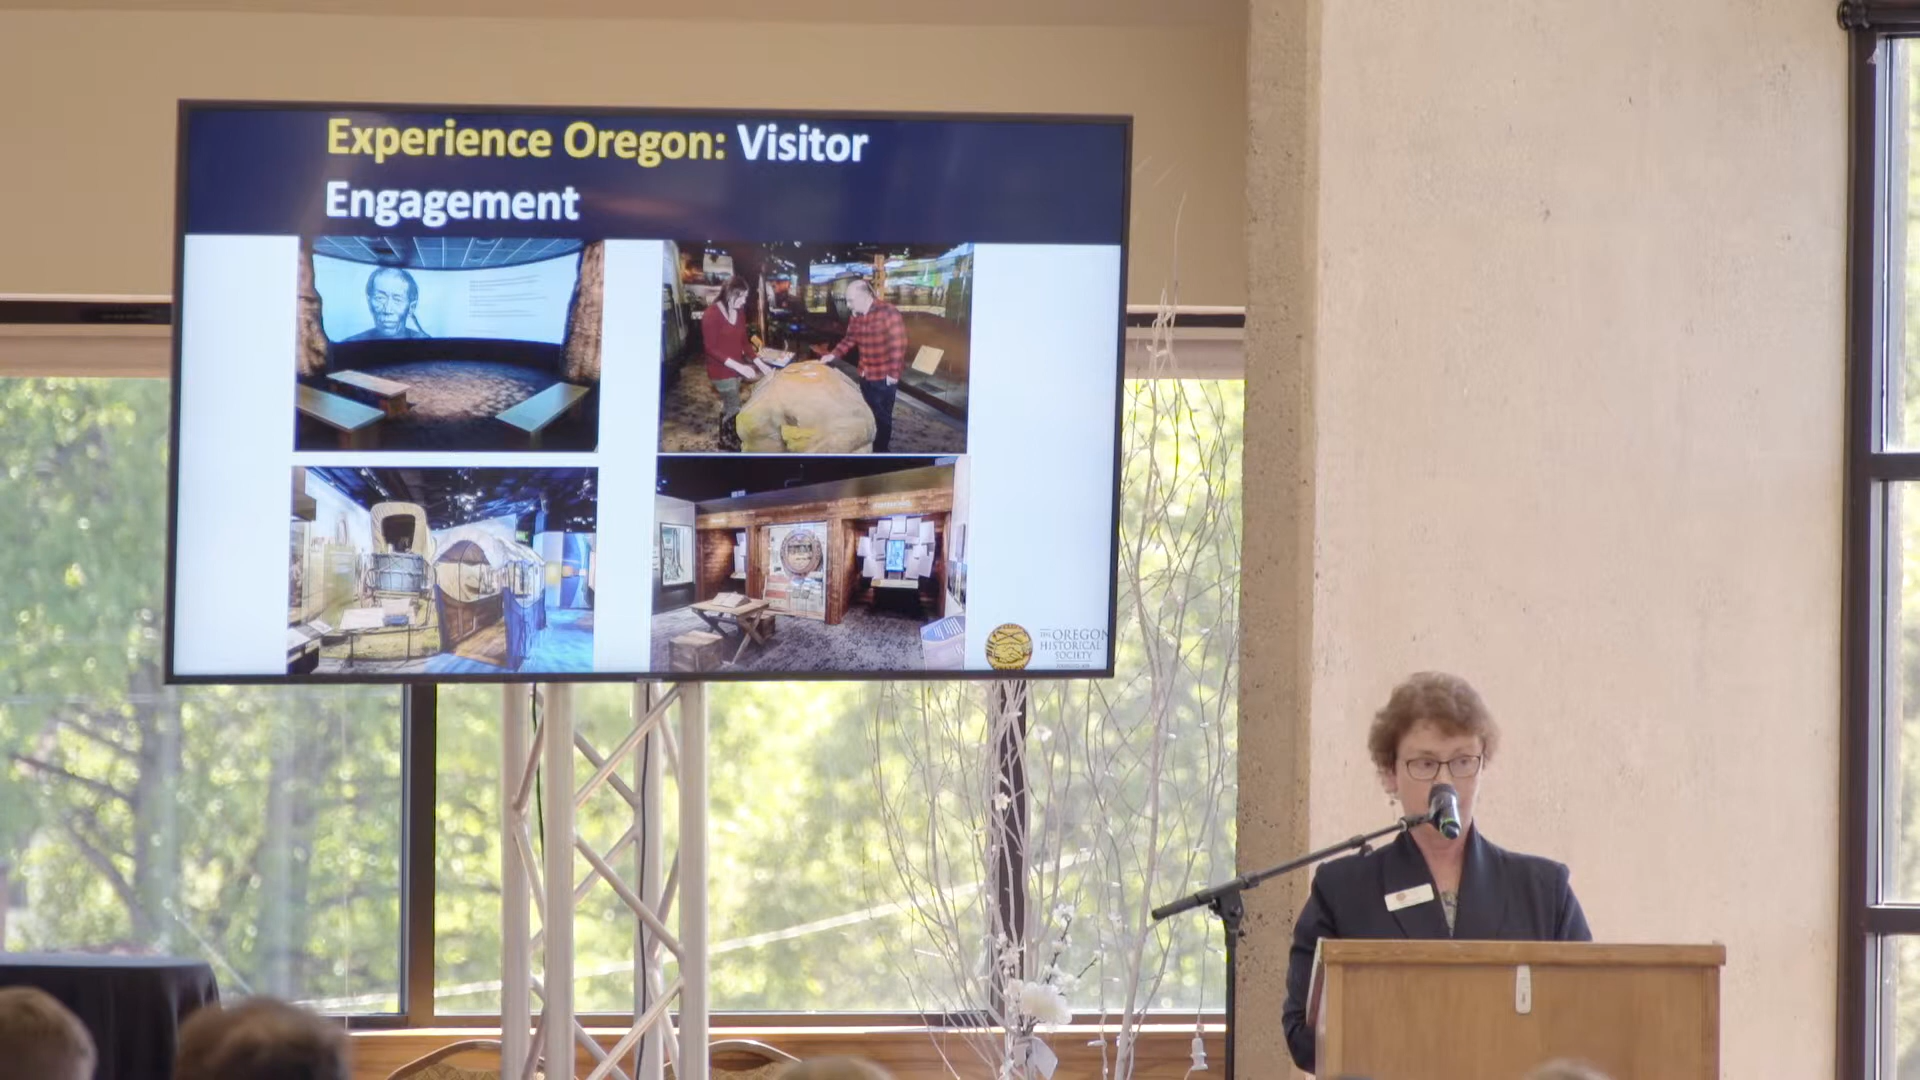 Experience Oregon: Visitor
Engagement
OREGON
HISTORICAL
SOCIETY